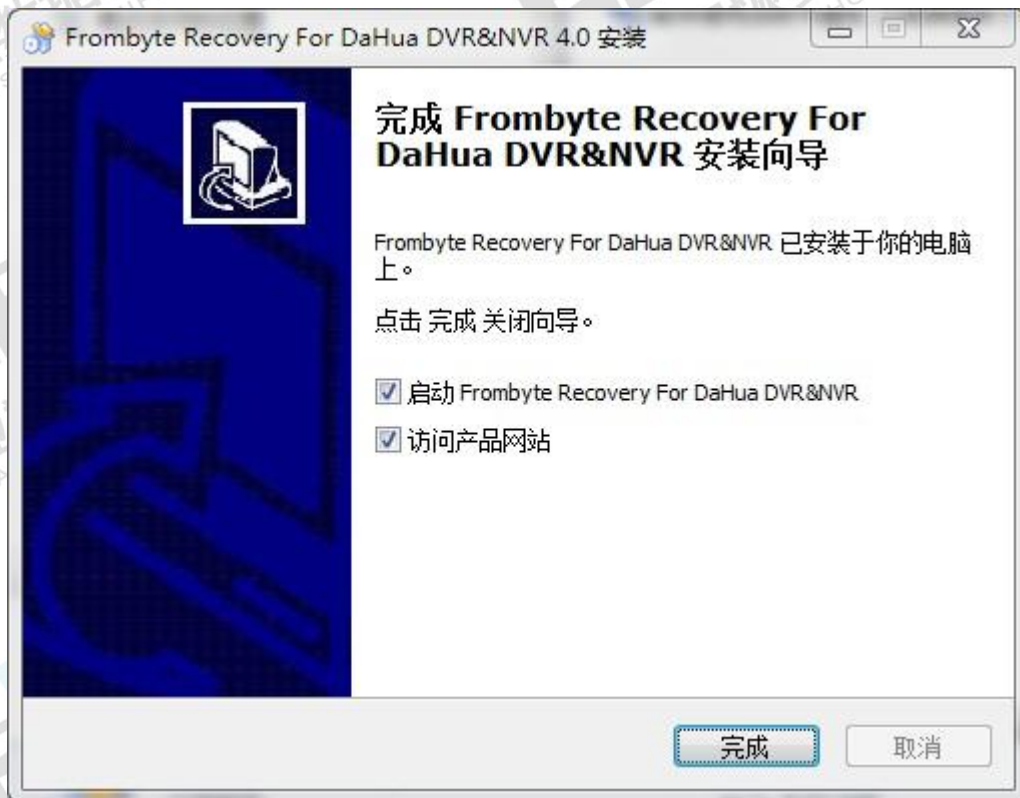 Frombyte Recovery For DaHua DVR&NVR 4.0 安装
完成 Frombyte Recovery For
DaHua DVR&NVR 安装向导
Frombyte Recovery For DaHua DVR&NVR 已安装于你的电脑
上。
点击 完成 关闭向导。
启动 Frombyte Recovery For DaHua DVR&NVR
访问产品网站
完成
取消